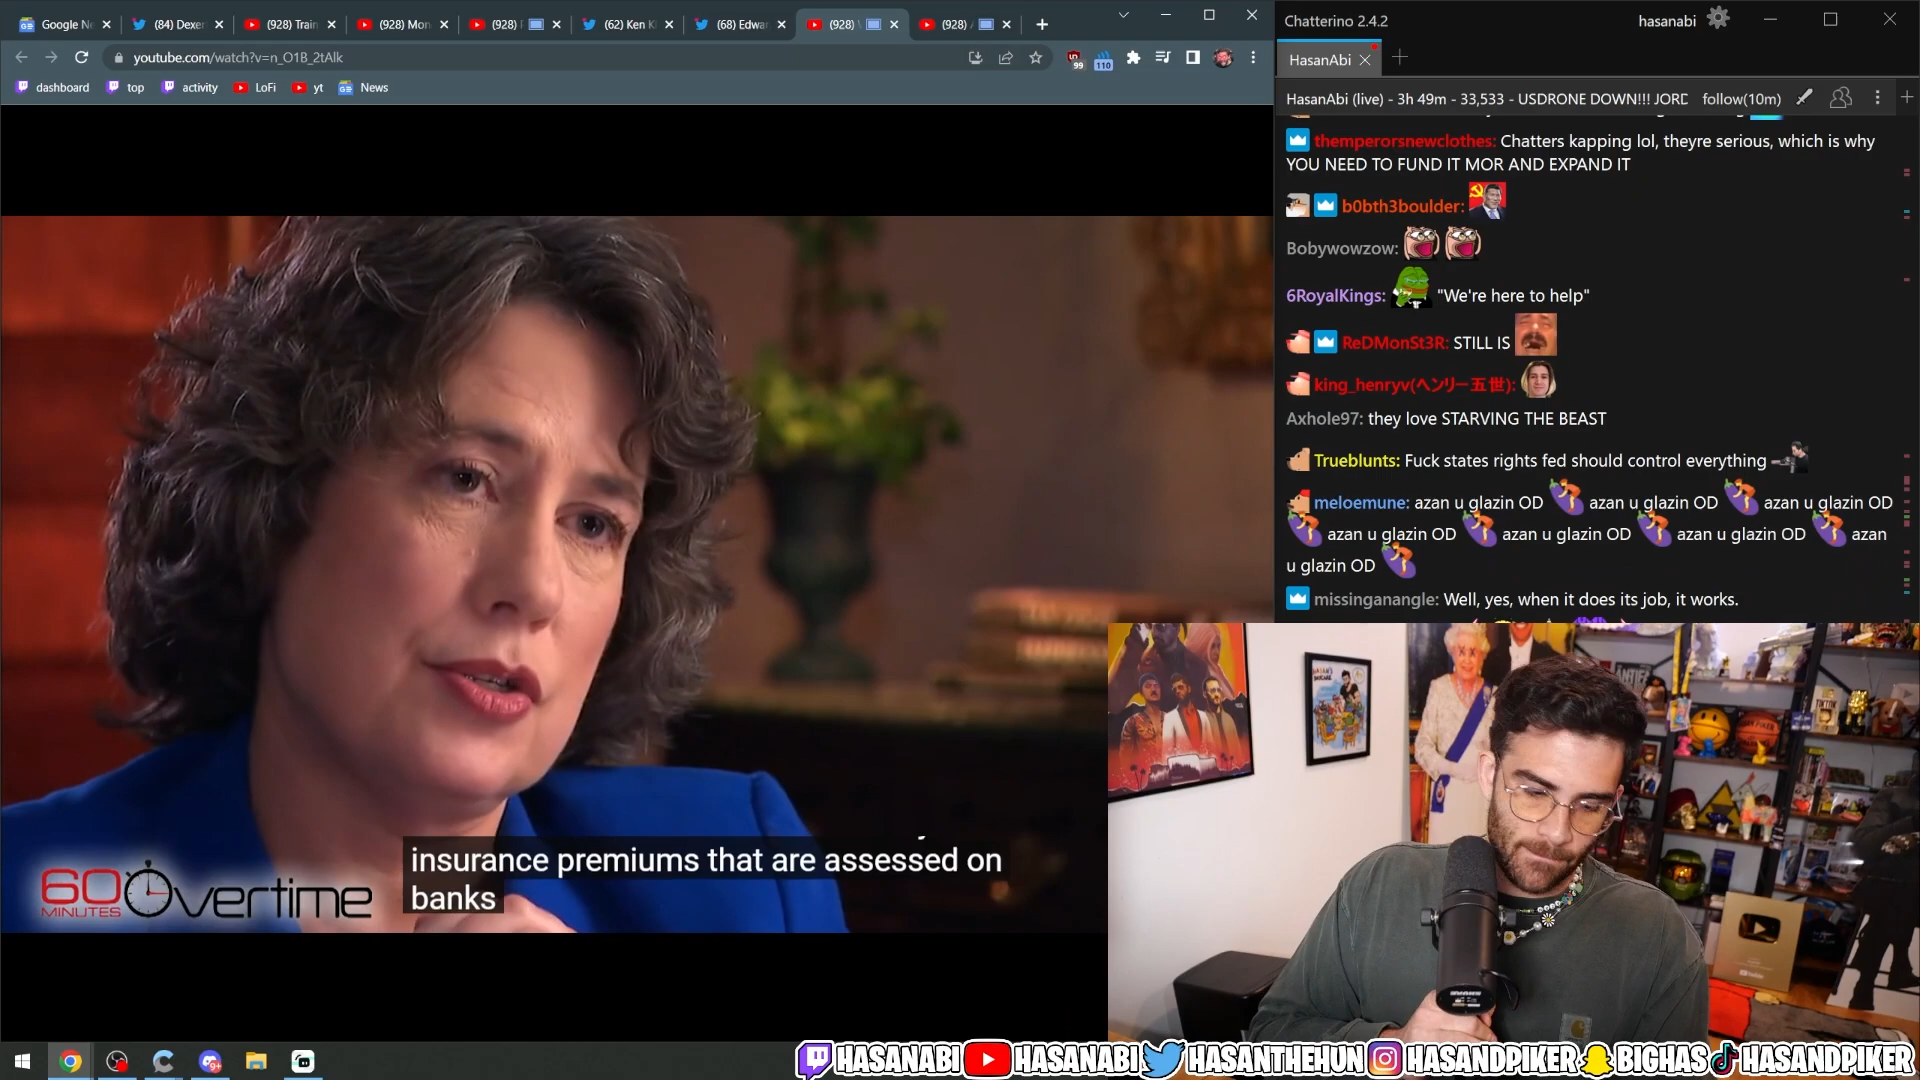 Google Ne
(84) Dexer
(928) Train
(928) Mon
(928)
(62) Ken K
(68) Edwar
(928)
(928)
youtube.com/watch?v=n_O1B_2tAlk
99
110
dashboard
top
activity
LoFi
yt
News
Chatterino 2.4.2
hasanabi
HasanAbi
HasanAbi (live) - 3h 49m - 33,533 - USDRONE DOWN!!! JORD
follow(10m)
themperorsnewclothes: Chatters kapping lol, theyre serious, which is why
YOU NEED TO FUND IT MOR AND EXPAND IT
b0bth3boulder:
Bobywowzow:
6RoyalKings: "We're here to help"
ReDMonSt3R: STILL IS
king_henryv(ヘンリー五世):
Axhole97: they love STARVING THE BEAST
Trueblunts: Fuck states rights fed should control everything
meloemune: azan u glazin OD azan u glazin OD azan u glazin OD
azan u glazin OD azan u glazin OD azan u glazin OD azan
u glazin OD
missinganangle: Well, yes, when it does its job, it works.
insurance premiums that are assessed on
banks
60
MINUTES
Overtime
HASANABI
HASANABI
HASANTHEHUN
HASANDPIKER
BIGHAS
HASANDPIKER